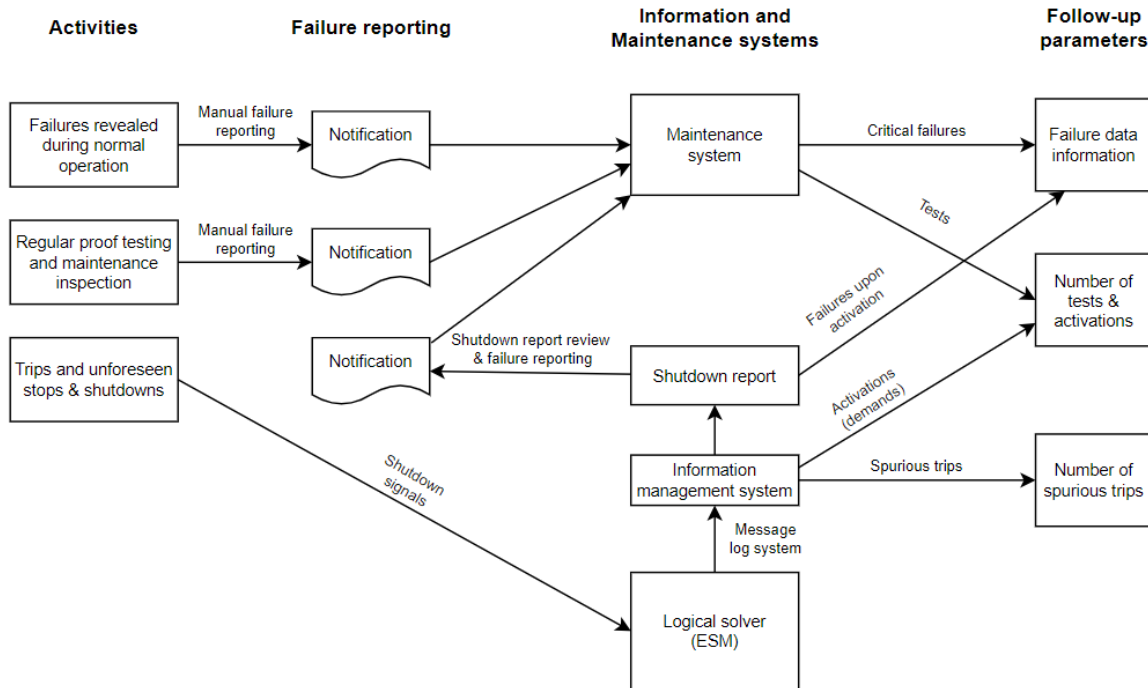 Activities
Failure reporting
Information and
Maintenance systems
Follow-up
parameters
Failures revealed
during normal
operation
Manual failure
reporting
Notification
Maintenance
system
Critical failures
Failure data
information
Tests
Regular proof testing
and maintenance
inspection
Manual failure
reporting
Notification
Failures upon
activation
Number of
tests &
activations
Trips and unforeseen
stops & shutdowns
Notification
Shutdown report review
& failure reporting
Shutdown report
Activations
(demands)
Shutdown
signals
Information
management system
Spurious trips
Number of
spurious trips
Message
log system
Logical solver
(ESM)